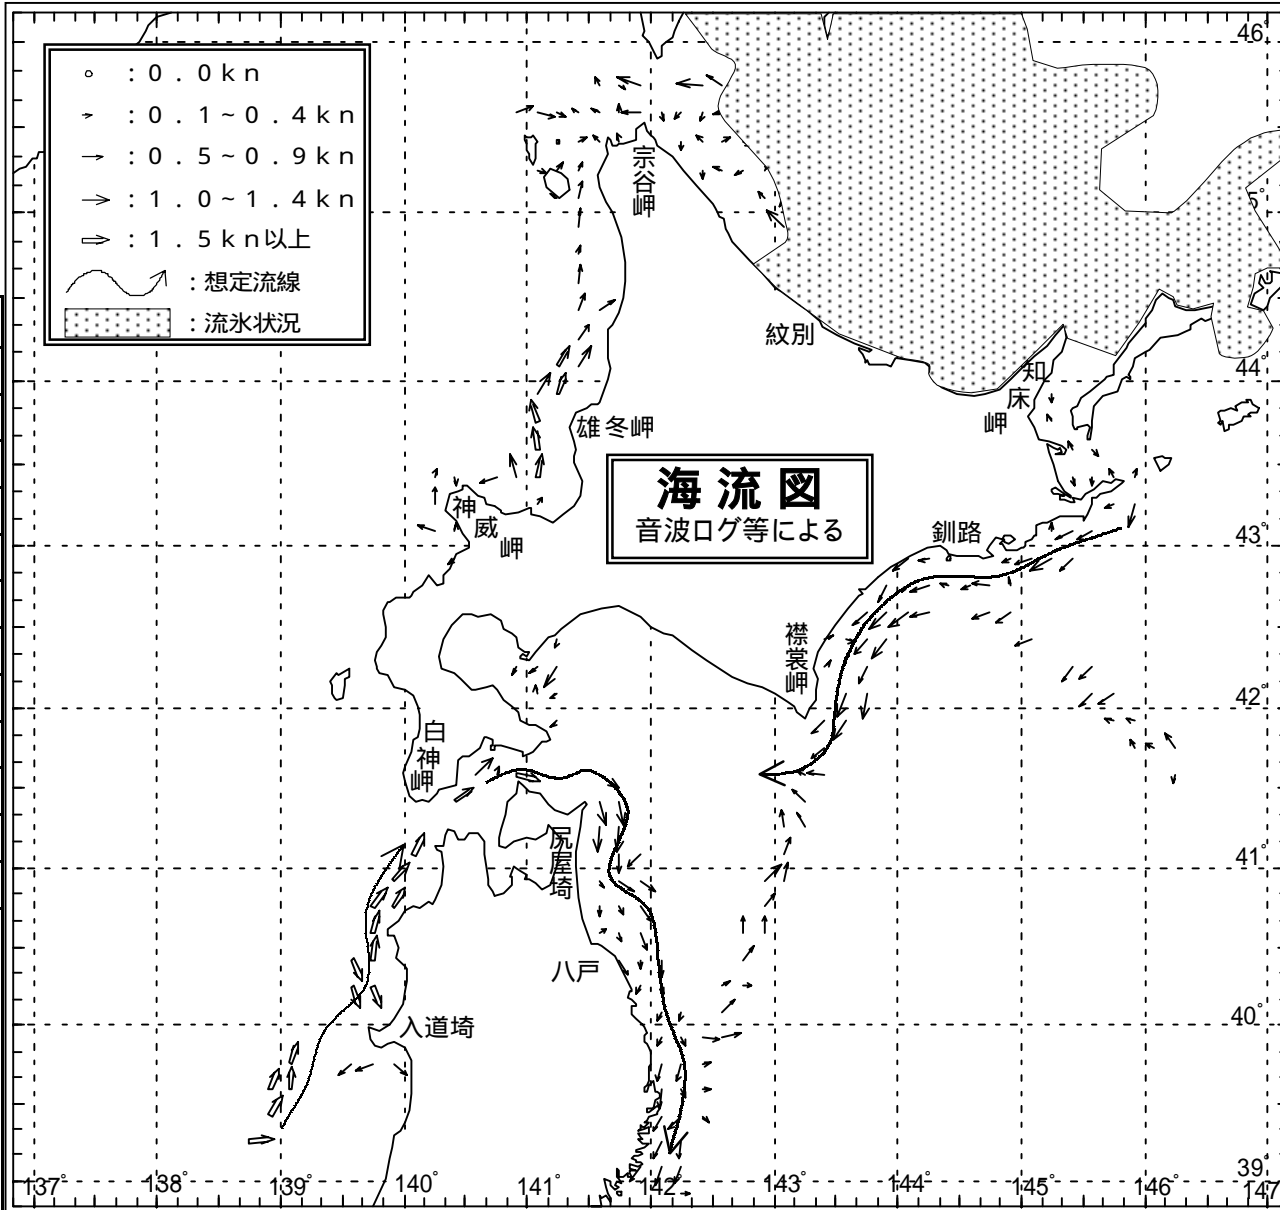 ：０．０ｋｎ
：０．１～０．４ｋｎ
：０．５～０．９ｋｎ
：１．０～１．４ｋｎ
：１．５ｋｎ以上
：想定流線
：流氷状況
46°
宗谷岬
5°
紋別
44°
知床岬
雄冬岬
海流図
音波ログ等による
神威岬
釧路
43°
襟裳岬
42°
白神岬
尻屋埼
41°
八戸
入道埼
40°
39°
137° 138° 139° 140° 141° 142° 143° 144° 145° 146° 147°